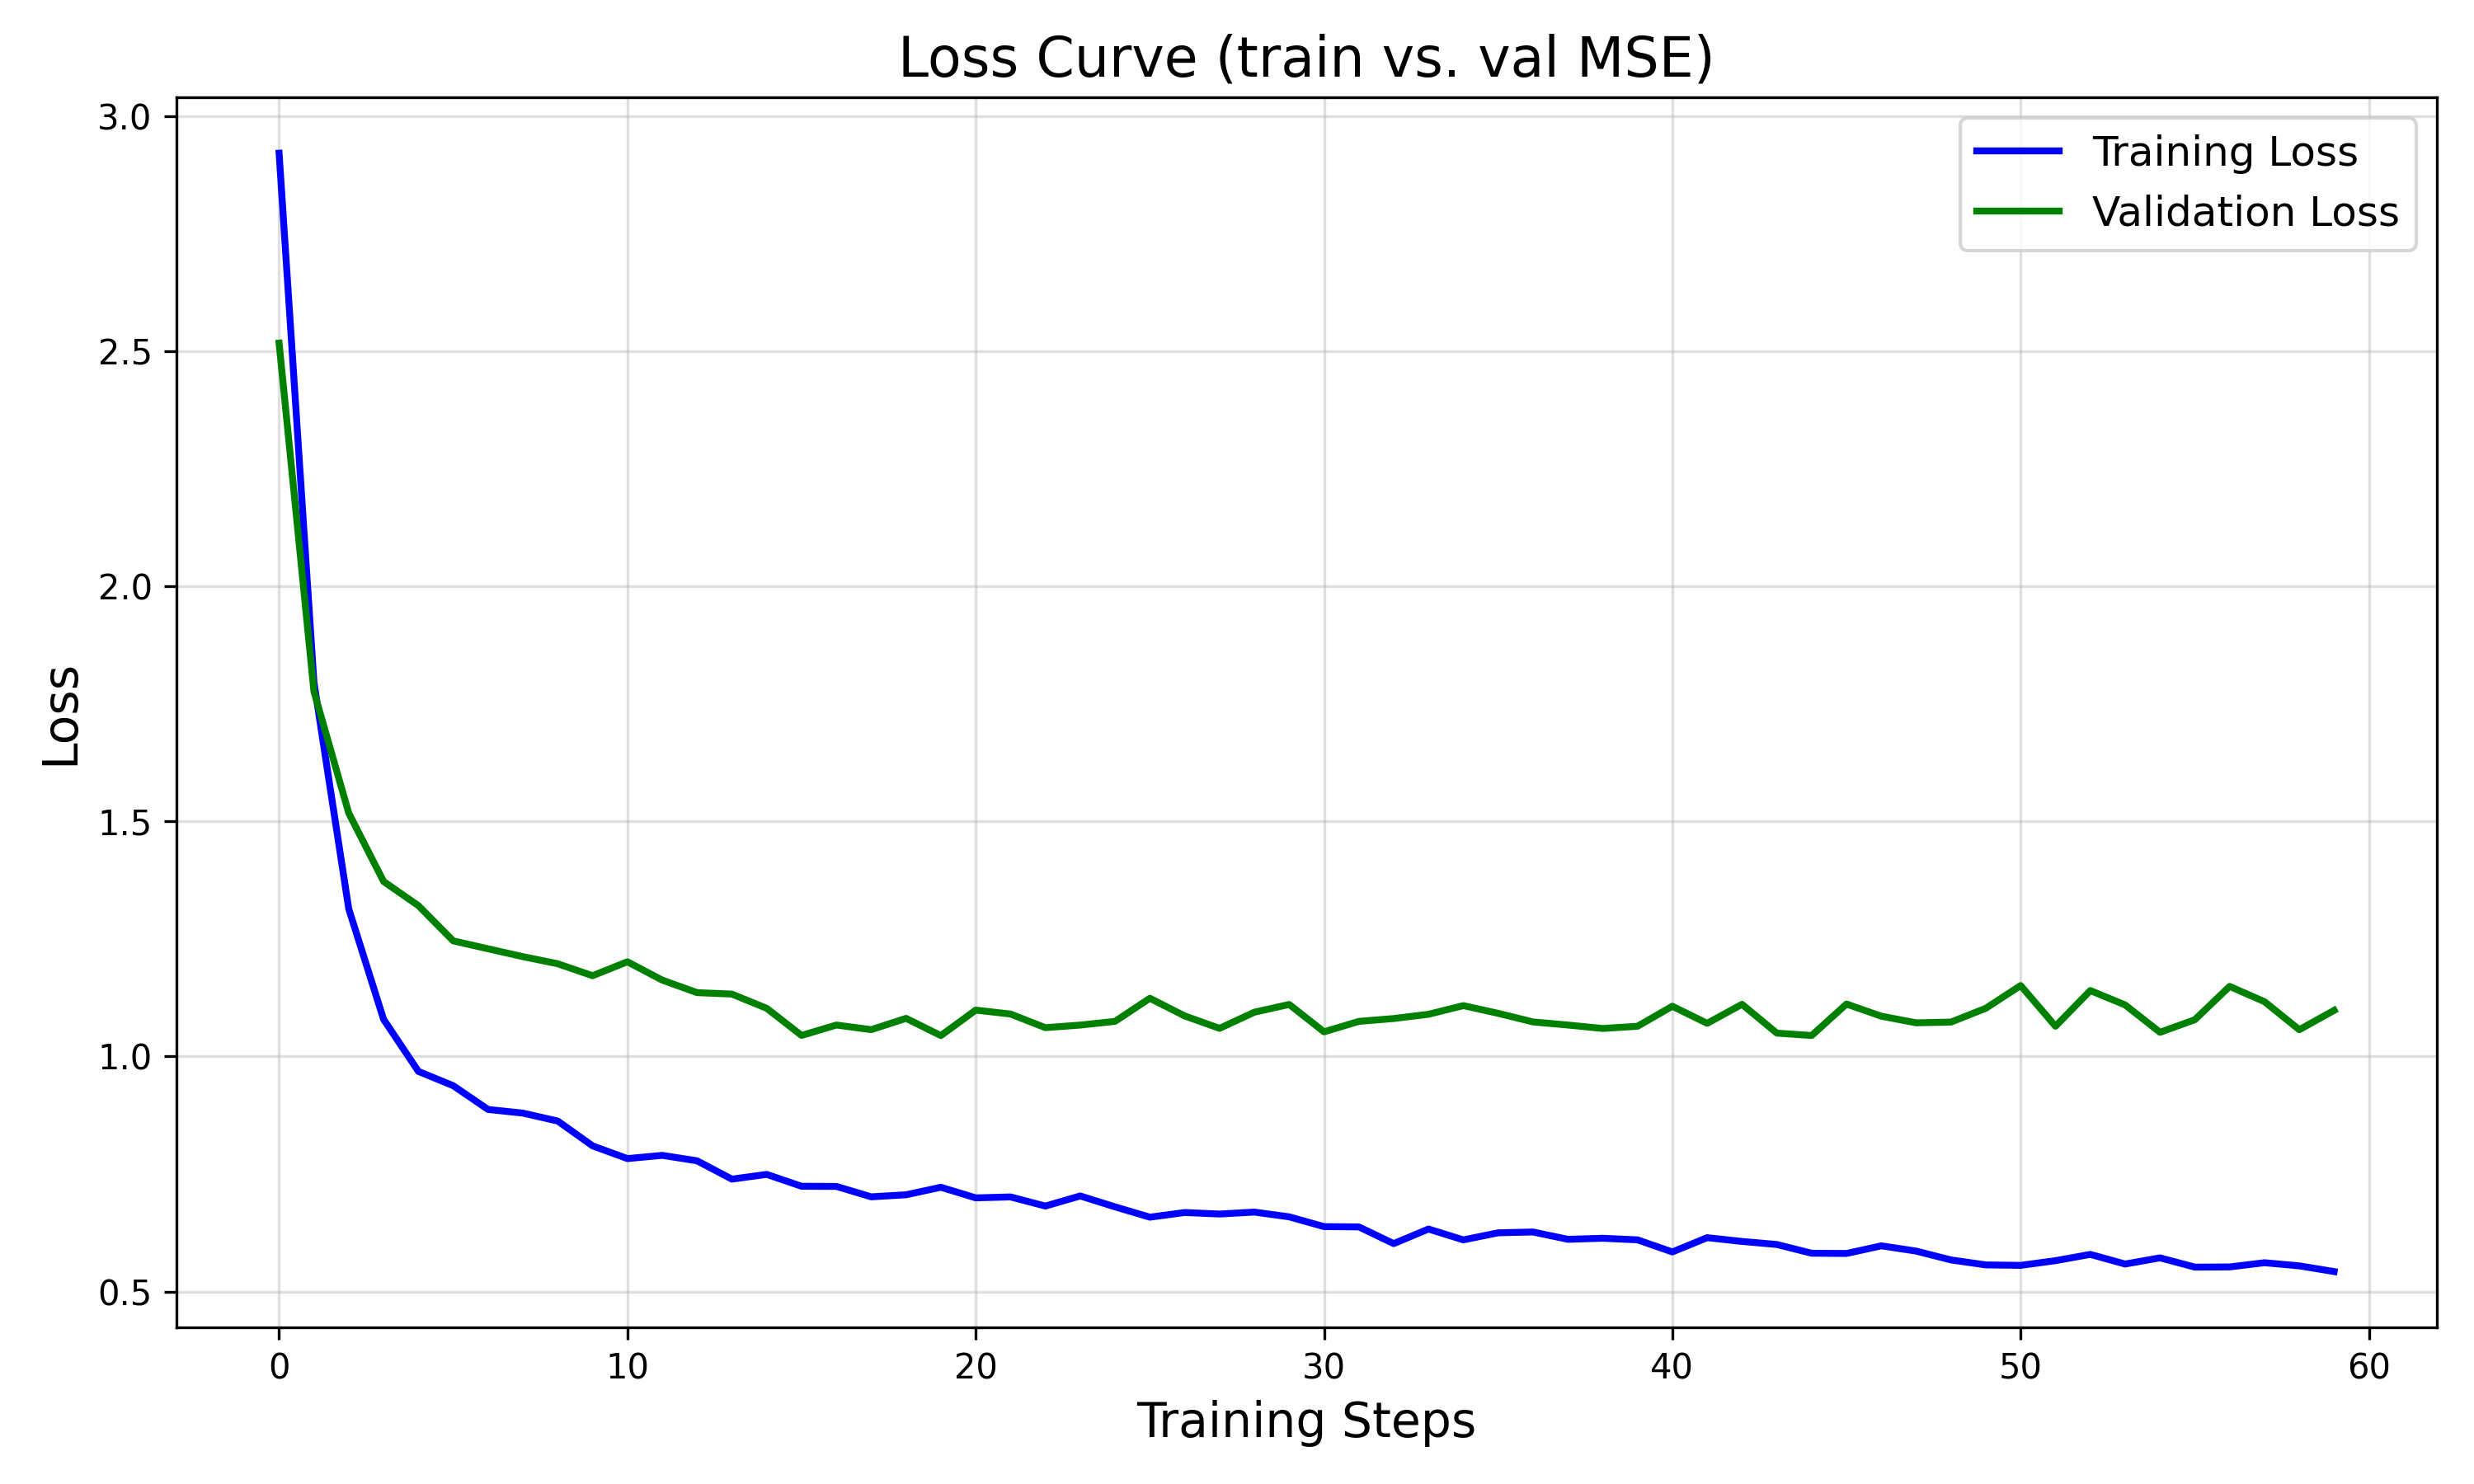 Loss Curve (train vs. val MSE)
Training Loss
Validation Loss
Loss
3.0
2.5
2.0
1.5
1.0
0.5
0 10 20 30 40 50 60
Training Steps